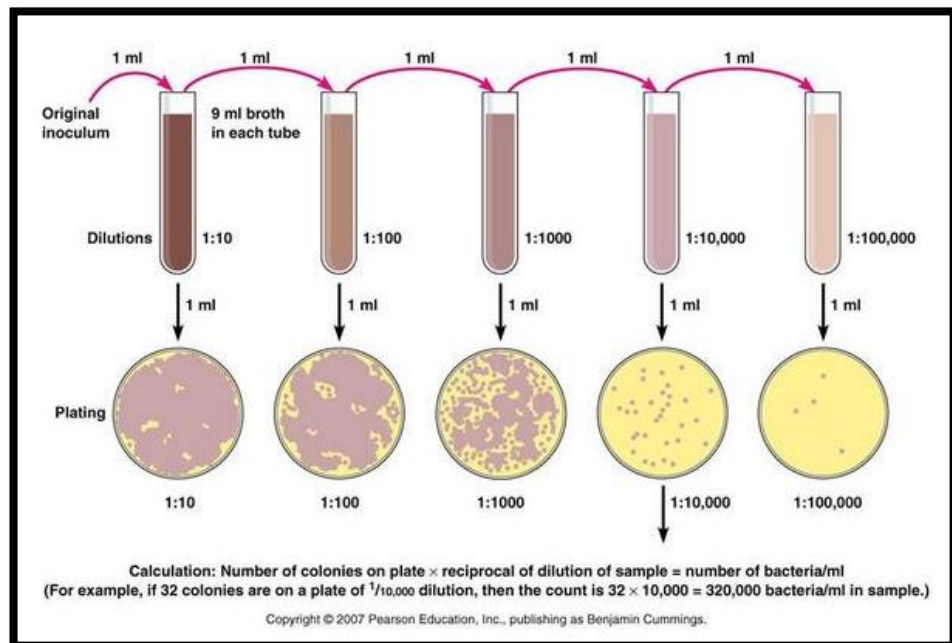 1 ml 1 ml 1 ml 1 ml 1 ml
Original
inoculum
9 ml broth
in each tube
Dilutions 1:10 1:100 1:1000 1:10,000 1:100,000
1 ml 1 ml 1 ml 1 ml 1 ml
Plating
1:10 1:100 1:1000 1:10,000 1:100,000
Calculation: Number of colonies on plate × reciprocal of dilution of sample = number of bacteria/ml
(For example, if 32 colonies are on a plate of 1/10,000 dilution, then the count is 32 × 10,000 = 320,000 bacteria/ml in sample.)
Copyright © 2007 Pearson Education, Inc., publishing as Benjamin Cummings.